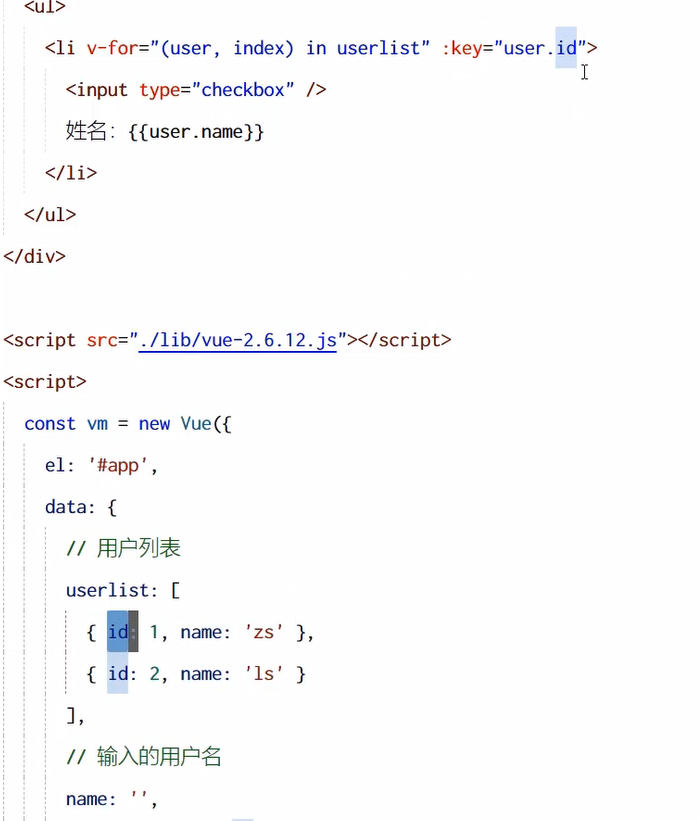 <ul>
<li v-for="(user, index) in userlist" :key="user.id">
<input type="checkbox" />
姓名：{{user.name}}
</li>
</ul>
</div>
<script src="./lib/vue-2.6.12.js"></script>
<script>
const vm = new Vue({
el: '#app',
data: {
// 用户列表
userlist: [
{ id: 1, name: 'zs' },
{ id: 2, name: 'ls' }
],
// 输入的用户名
name: '',